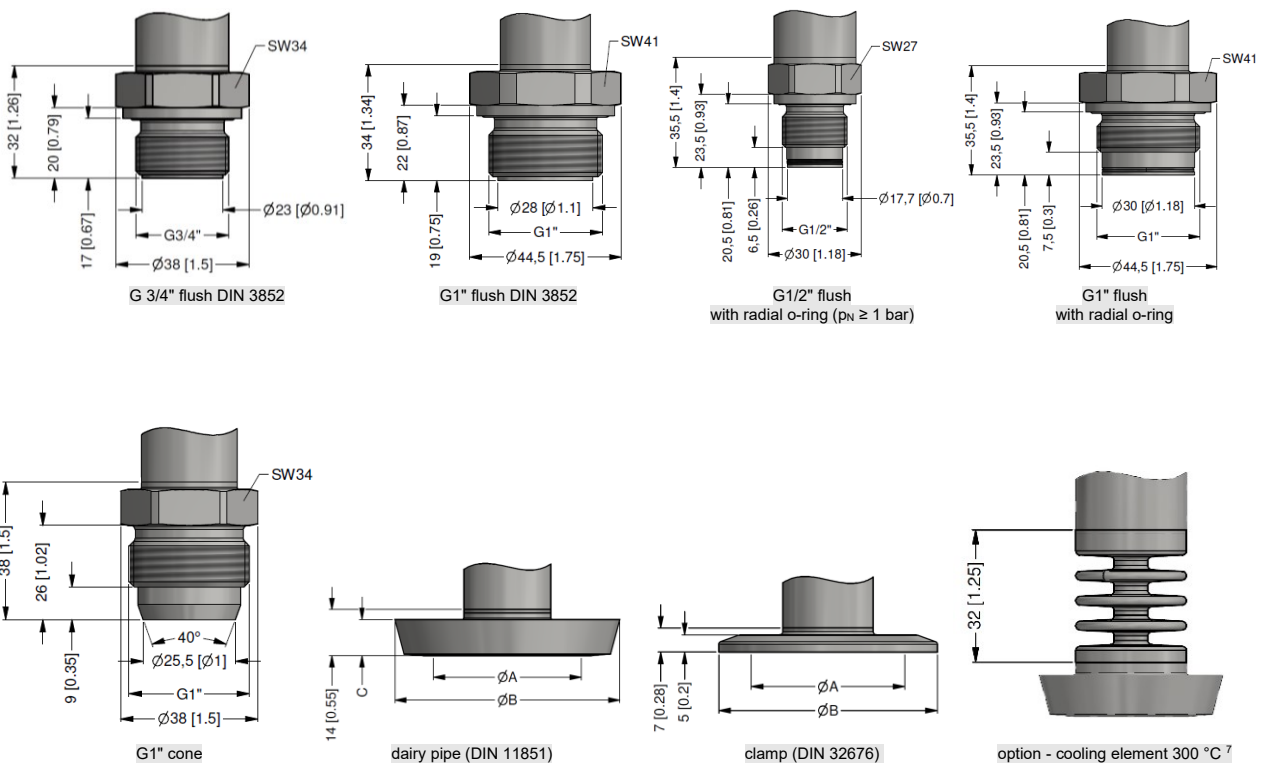 SW34
32 [1.26]
20 [0.79]
17 [0.67]
Ø23 [Ø0.91]
G3/4"
Ø38 [1.5]
G 3/4" flush DIN 3852
SW41
34 [1.34]
22 [0.87]
19 [0.75]
Ø28 [Ø1.1]
G1"
Ø44,5 [1.75]
G1" flush DIN 3852
SW27
35,5 [1.4]
23,5 [0.93]
20,5 [0.81]
6,5 [0.26]
Ø17,7 [Ø0.7]
G1/2"
Ø30 [1.18]
G1/2" flush
with radial o-ring (pN ≥ 1 bar)
SW41
35,5 [1.4]
23,5 [0.93]
20,5 [0.81]
7,5 [0.3]
Ø30 [Ø1.18]
G1"
Ø44,5 [1.75]
G1" flush
with radial o-ring
SW34
38 [1.5]
26 [1.02]
9 [0.35]
40°
Ø25,5 [Ø1]
G1"
Ø38 [1.5]
G1" cone
14 [0.55]
C
ØA
ØB
dairy pipe (DIN 11851)
7 [0.28]
5 [0.2]
ØA
ØB
clamp (DIN 32676)
32 [1.25]
option - cooling element 300 °C 7